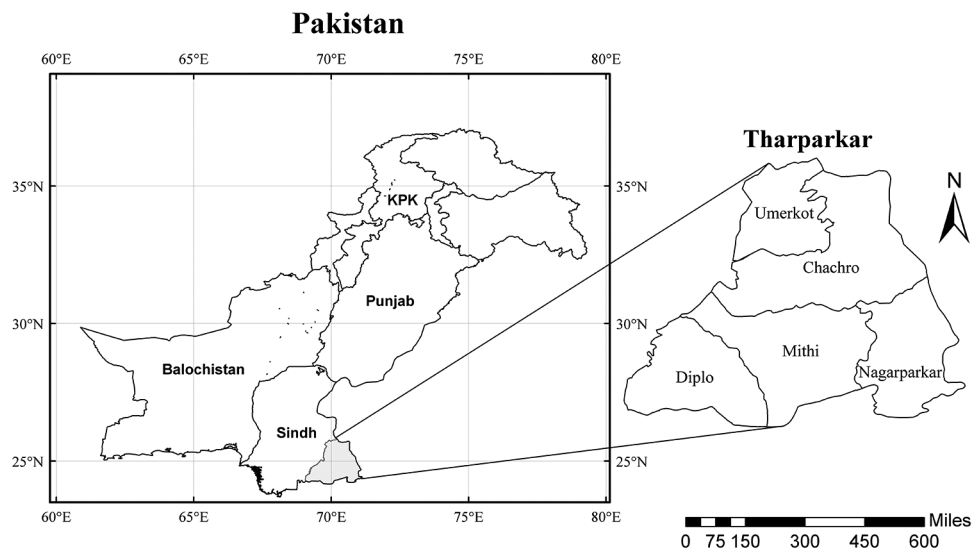 Pakistan
60°E 65°E 70°E 75°E 80°E
Tharparkar
35°N 35°N
N
KPK
Umerkot
Chachro
Punjab
30°N 30°N
Mithi
Balochistan
Diplo
Nagarparkar
Sindh
25°N 25°N
60°E 65°E 70°E 75°E 80°E
Miles
0 75 150 300 450 600